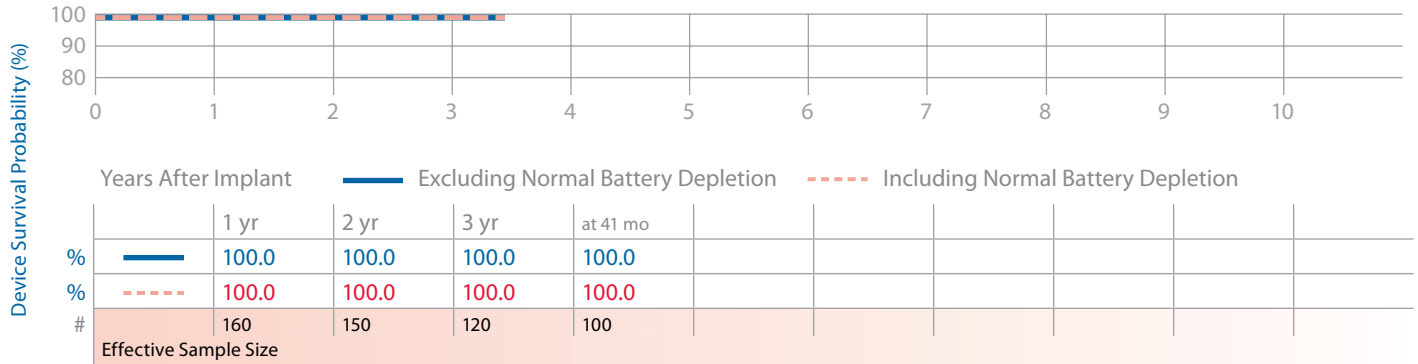 Device Survival Probability (%)
100
90
80
0 1 2 3 4 5 6 7 8 9 10
Years After Implant Excluding Normal Battery Depletion Including Normal Battery Depletion
1 yr 2 yr 3 yr at 41 mo
% 100.0 100.0 100.0 100.0
% 100.0 100.0 100.0 100.0
# 160 150 120 100
Effective Sample Size